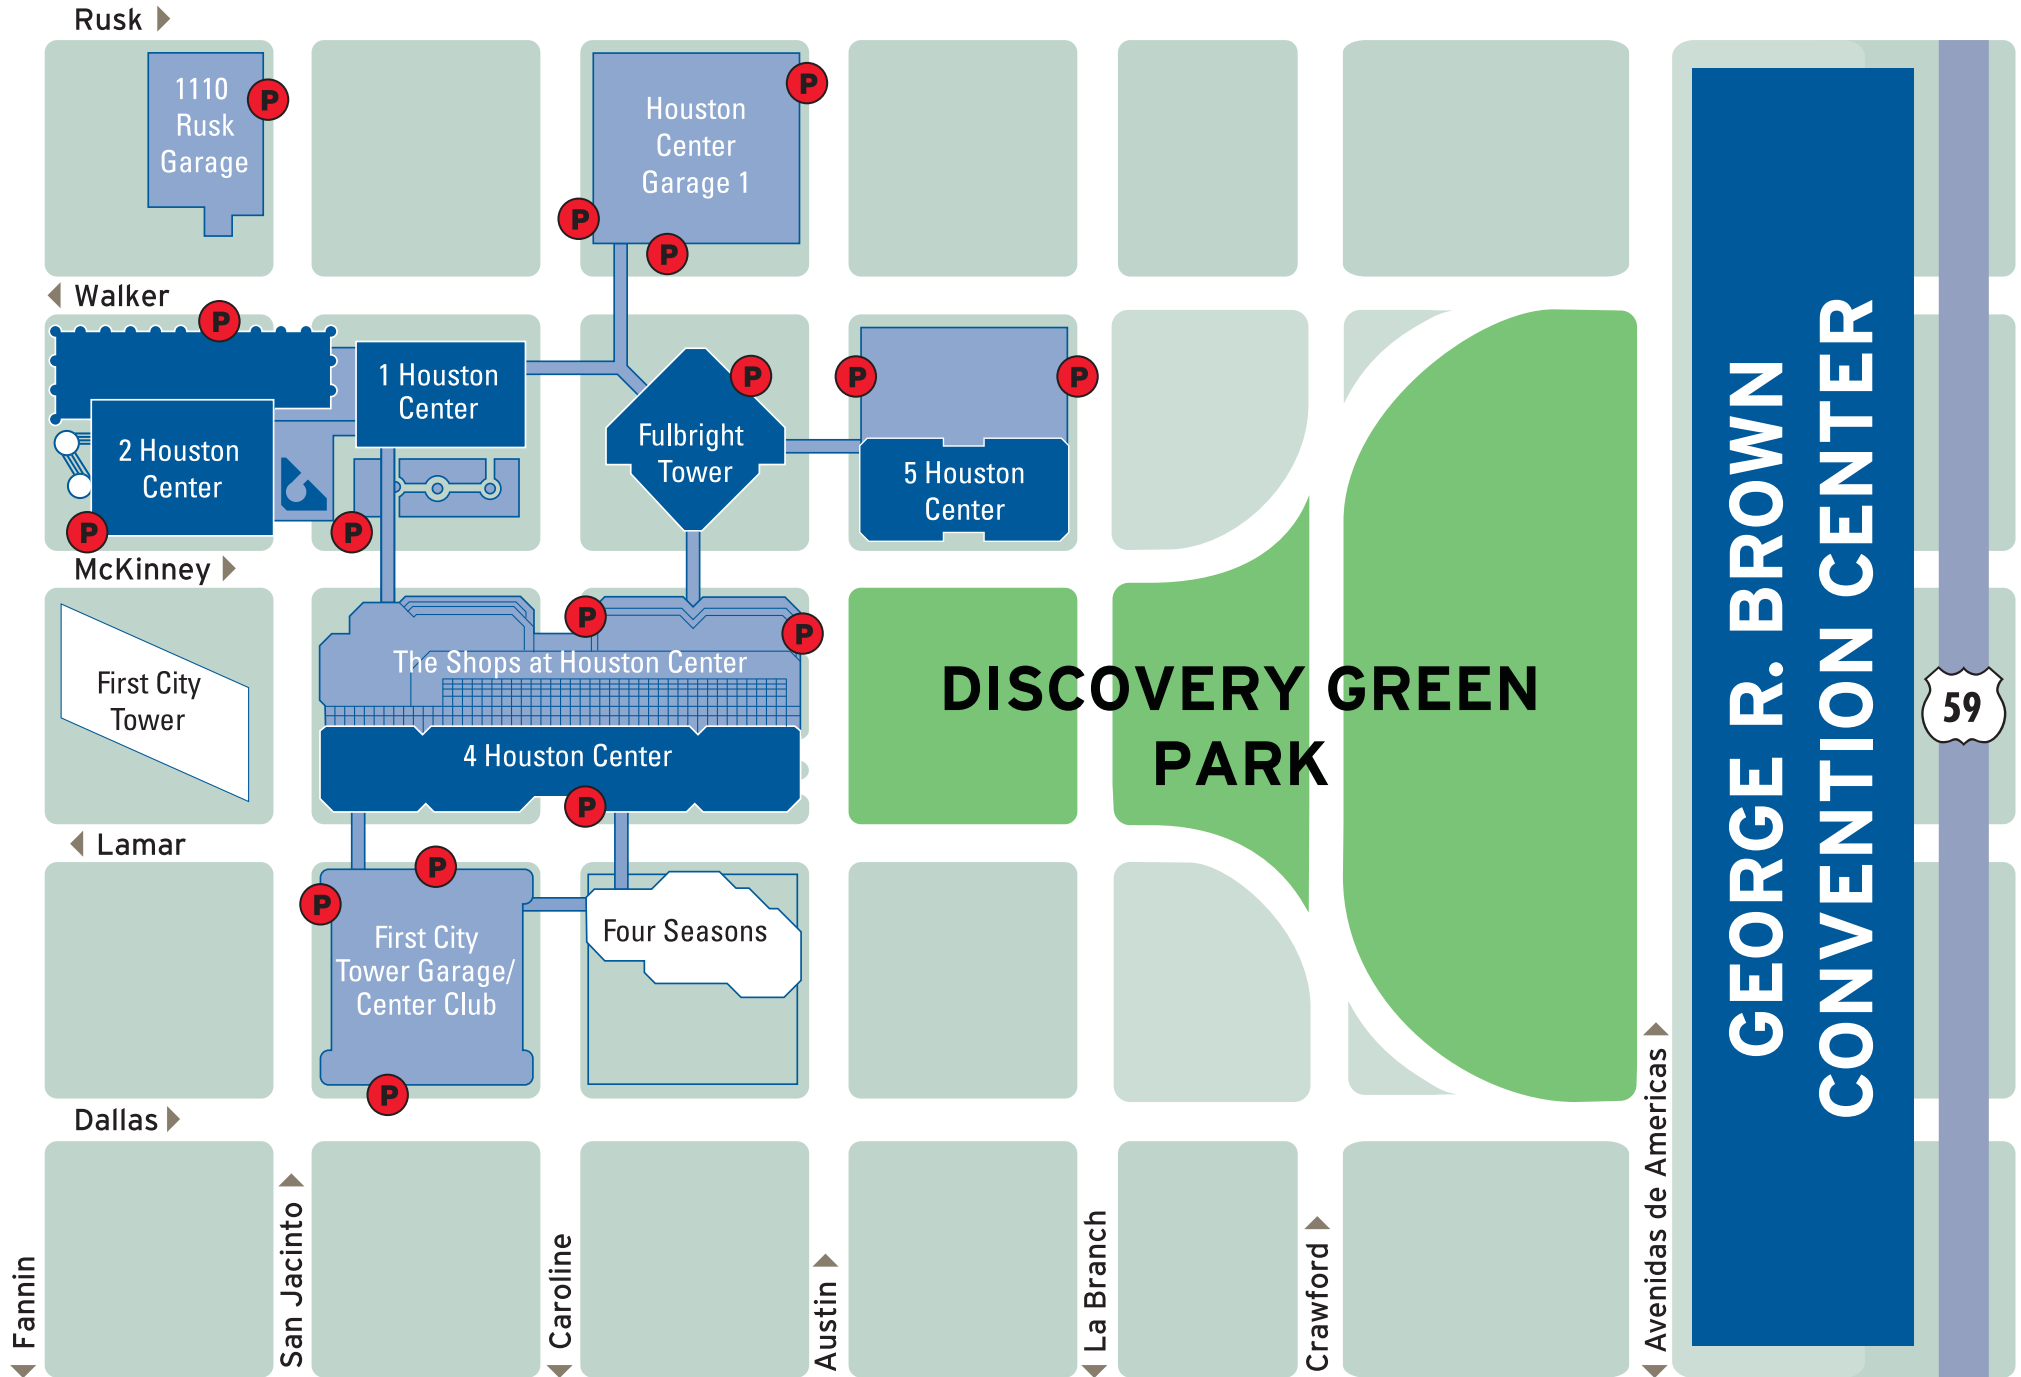 Rusk
1110
Rusk
Garage
P
Houston
Center
Garage 1
P
P
P
Walker
P
1 Houston
Center
2 Houston
Center
P
P
Fulbright
Tower
P
P
P
5 Houston
Center
McKinney
First City
Tower
The Shops at Houston Center
P
P
4 Houston Center
P
DISCOVERY GREEN
PARK
GEORGE R. BROWN
CONVENTION CENTER
59
Lamar
P
P
First City
Tower Garage/
Center Club
P
Four Seasons
Dallas
Fannin
San Jacinto
Caroline
Austin
La Branch
Crawford
Avenidas de Americas